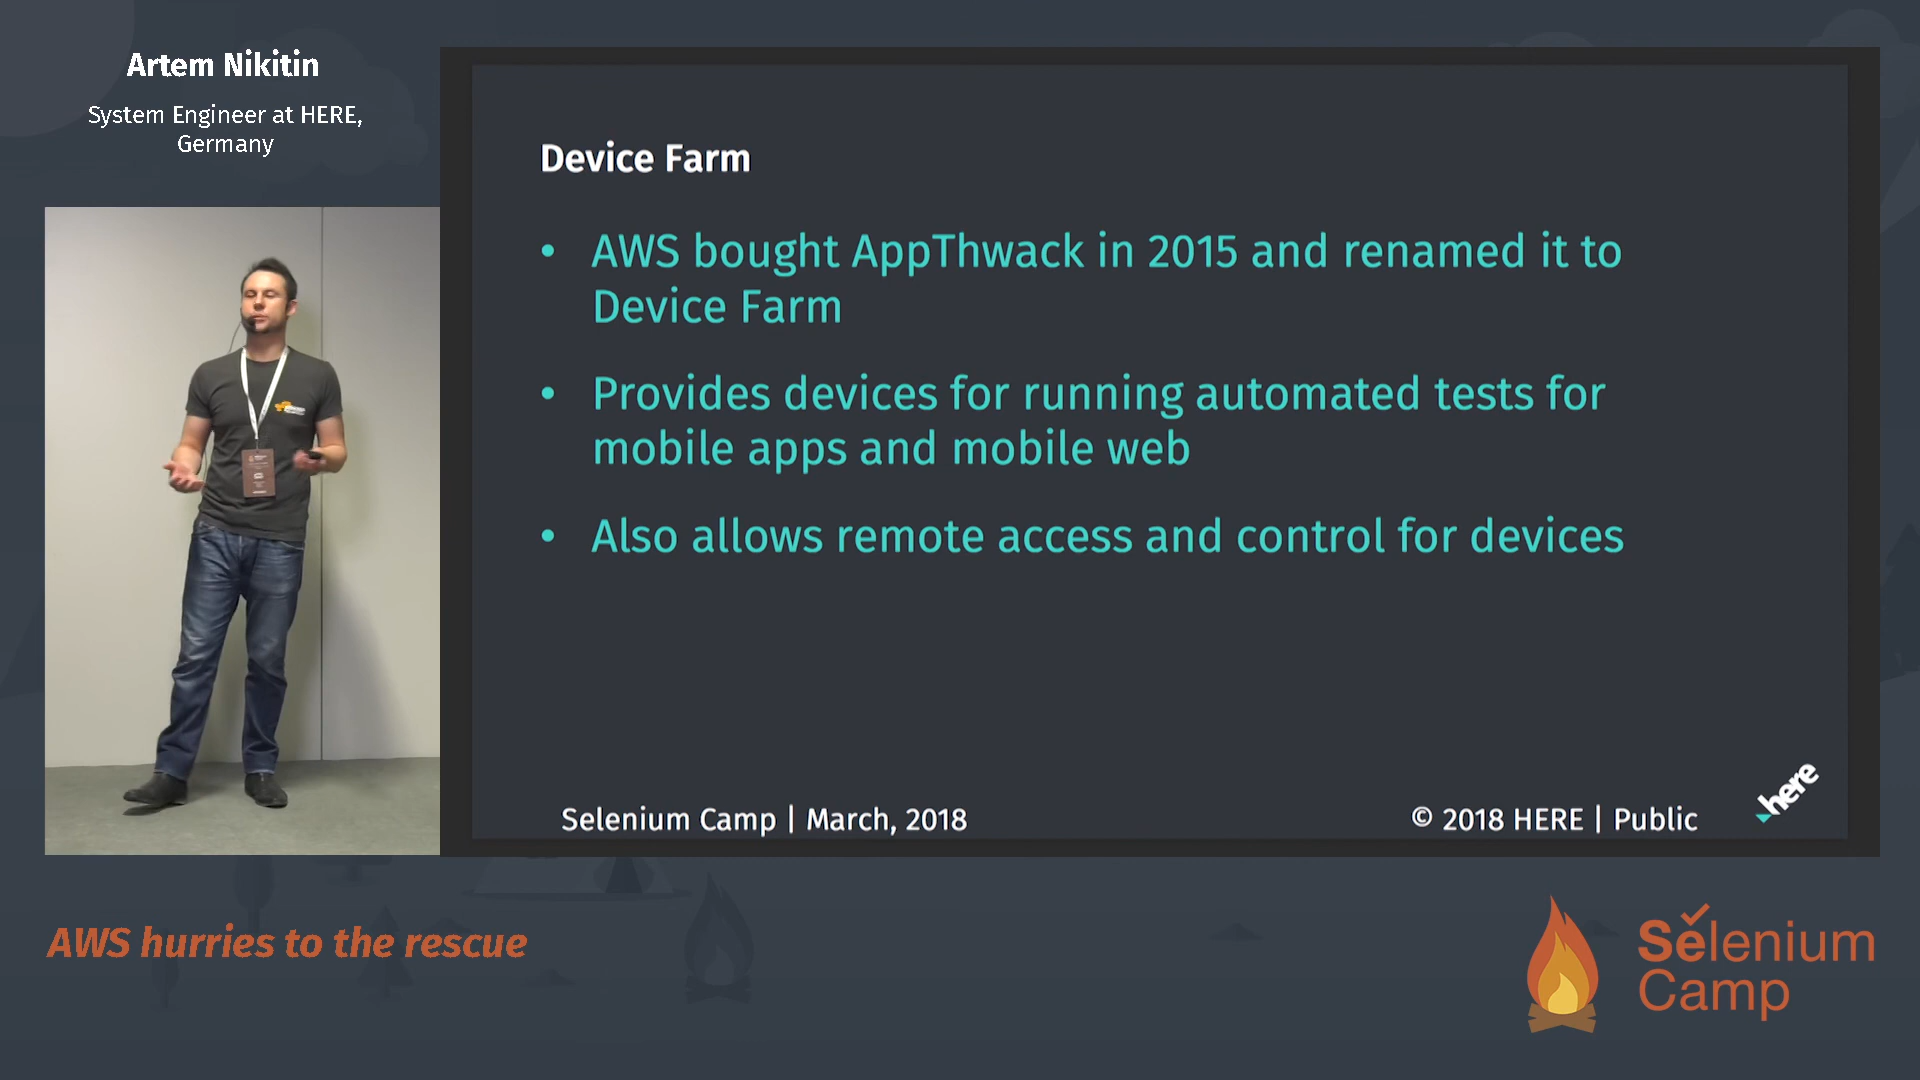 Artem Nikitin
System Engineer at HERE,
Germany
Device Farm
• AWS bought AppThwack in 2015 and renamed it to
Device Farm
• Provides devices for running automated tests for
mobile apps and mobile web
• Also allows remote access and control for devices
Selenium Camp | March, 2018
© 2018 HERE | Public
here
AWS hurries to the rescue
Selenium
Camp